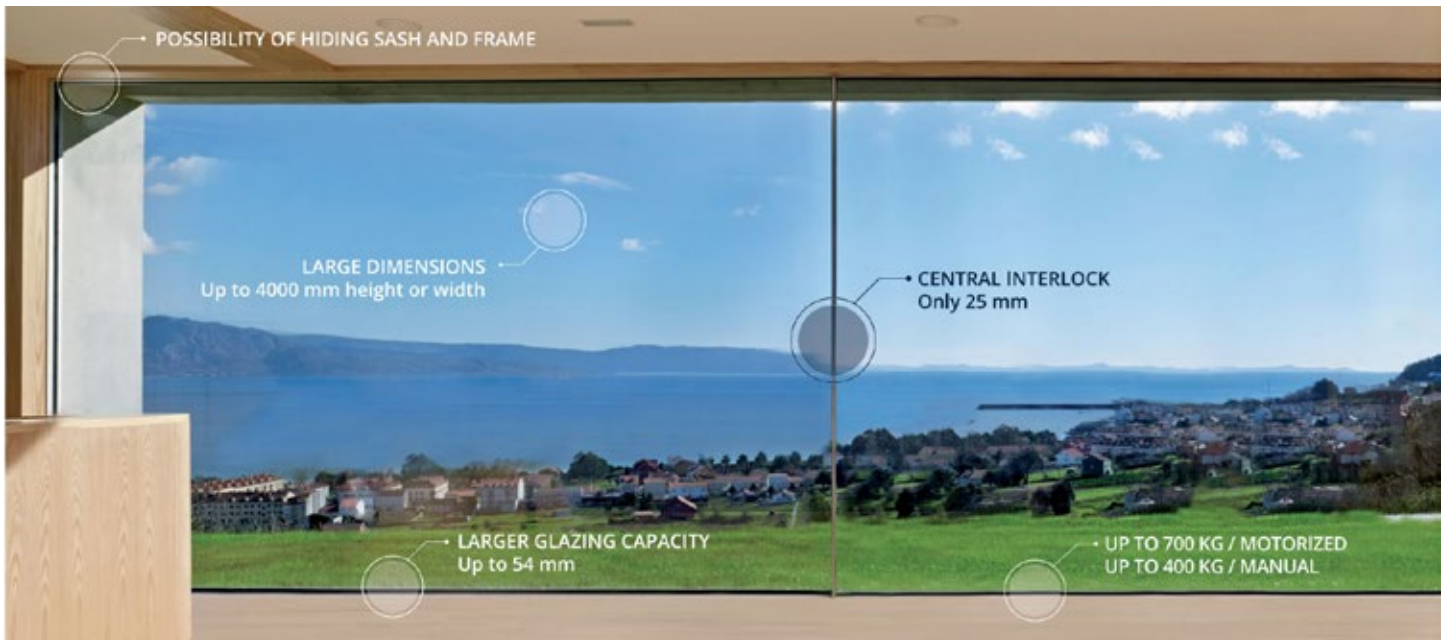 POSSIBILITY OF HIDING SASH AND FRAME
LARGE DIMENSIONS
Up to 4000 mm height or width
CENTRAL INTERLOCK
Only 25 mm
LARGER GLAZING CAPACITY
Up to 54 mm
UP TO 700 KG / MOTORIZED
UP TO 400 KG / MANUAL